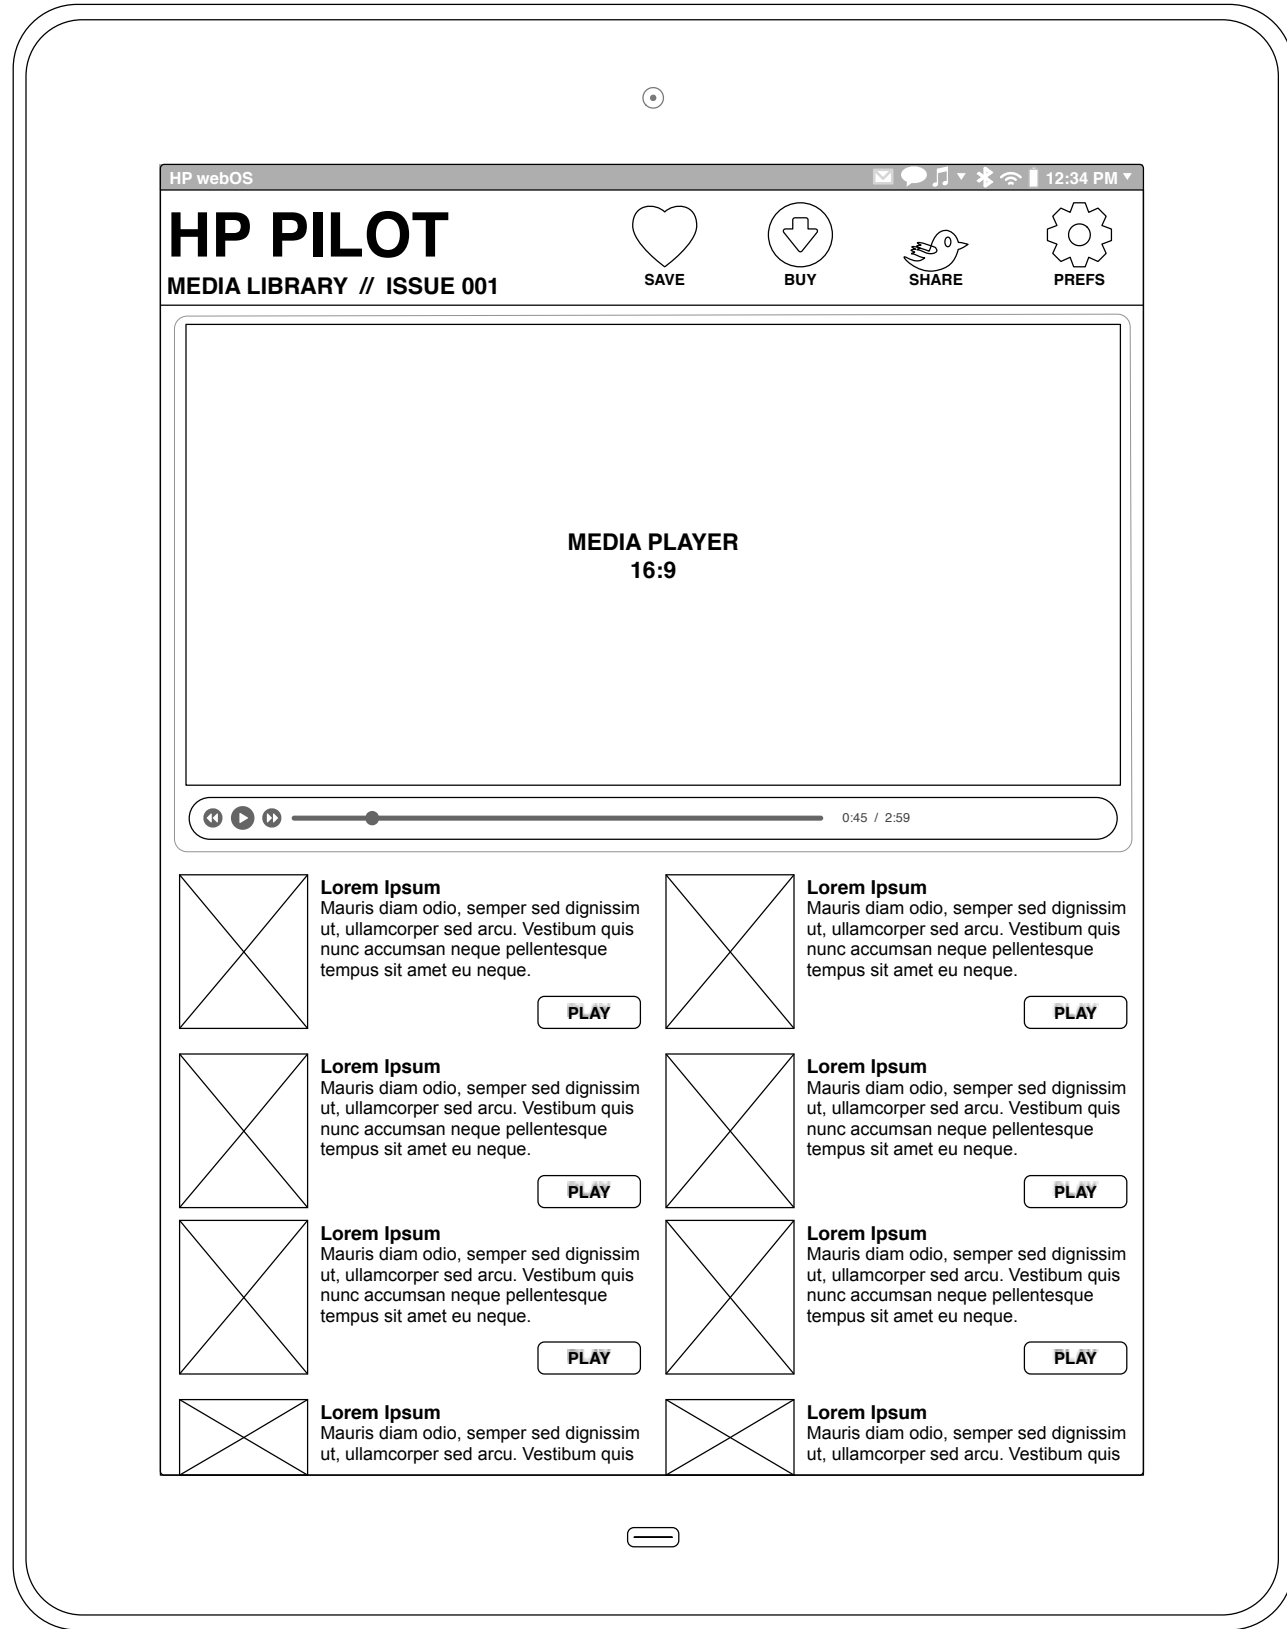 HP webOS
12:34 PM
HP PILOT
MEDIA LIBRARY // ISSUE 001
SAVE
BUY
SHARE
PREFS
MEDIA PLAYER
16:9
0:45 / 2:59
Lorem Ipsum
Mauris diam odio, semper sed dignissim
ut, ullamcorper sed arcu. Vestibum quis
nunc accumsan neque pellentesque
tempus sit amet eu neque.
PLAY
Lorem Ipsum
Mauris diam odio, semper sed dignissim
ut, ullamcorper sed arcu. Vestibum quis
nunc accumsan neque pellentesque
tempus sit amet eu neque.
PLAY
Lorem Ipsum
Mauris diam odio, semper sed dignissim
ut, ullamcorper sed arcu. Vestibum quis
nunc accumsan neque pellentesque
tempus sit amet eu neque.
PLAY
Lorem Ipsum
Mauris diam odio, semper sed dignissim
ut, ullamcorper sed arcu. Vestibum quis
nunc accumsan neque pellentesque
tempus sit amet eu neque.
PLAY
Lorem Ipsum
Mauris diam odio, semper sed dignissim
ut, ullamcorper sed arcu. Vestibum quis
nunc accumsan neque pellentesque
tempus sit amet eu neque.
PLAY
Lorem Ipsum
Mauris diam odio, semper sed dignissim
ut, ullamcorper sed arcu. Vestibum quis
nunc accumsan neque pellentesque
tempus sit amet eu neque.
PLAY
Lorem Ipsum
Mauris diam odio, semper sed dignissim
ut, ullamcorper sed arcu. Vestibum quis
Lorem Ipsum
Mauris diam odio, semper sed dignissim
ut, ullamcorper sed arcu. Vestibum quis